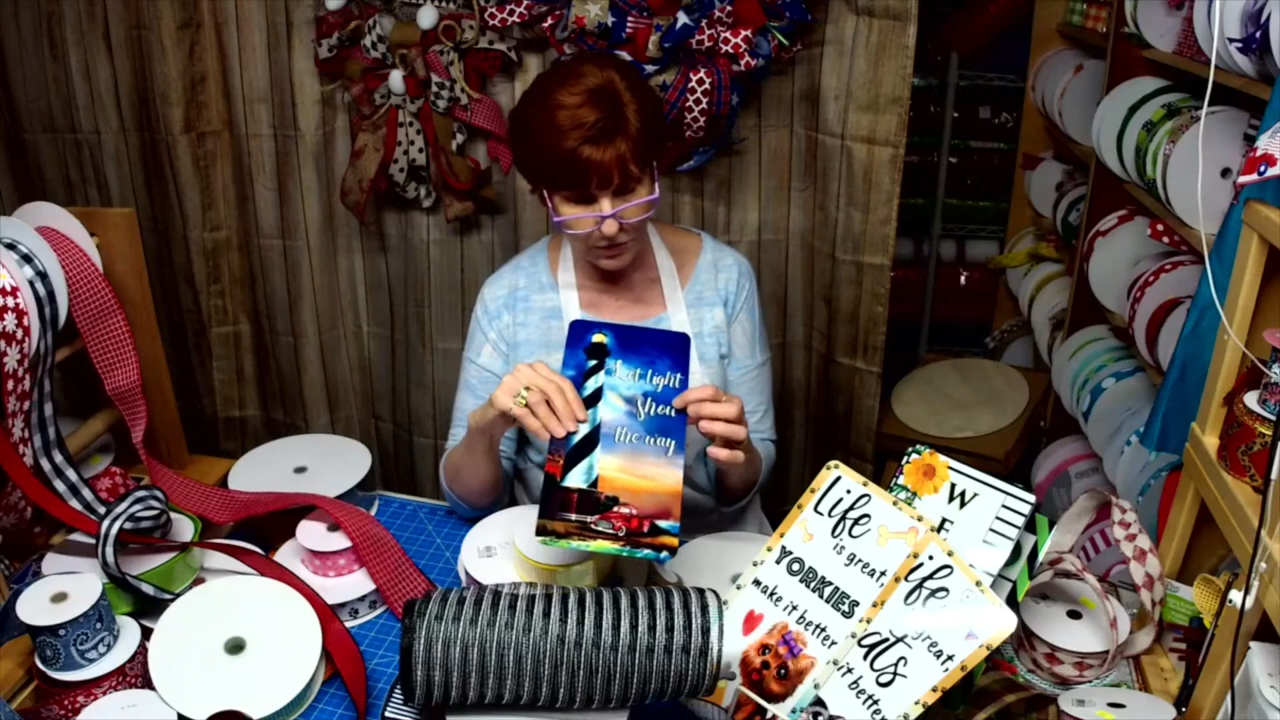 Let light
show
the way
Life
is great,
YORKIES
make it better
W
E
ife
great,
ats
it better